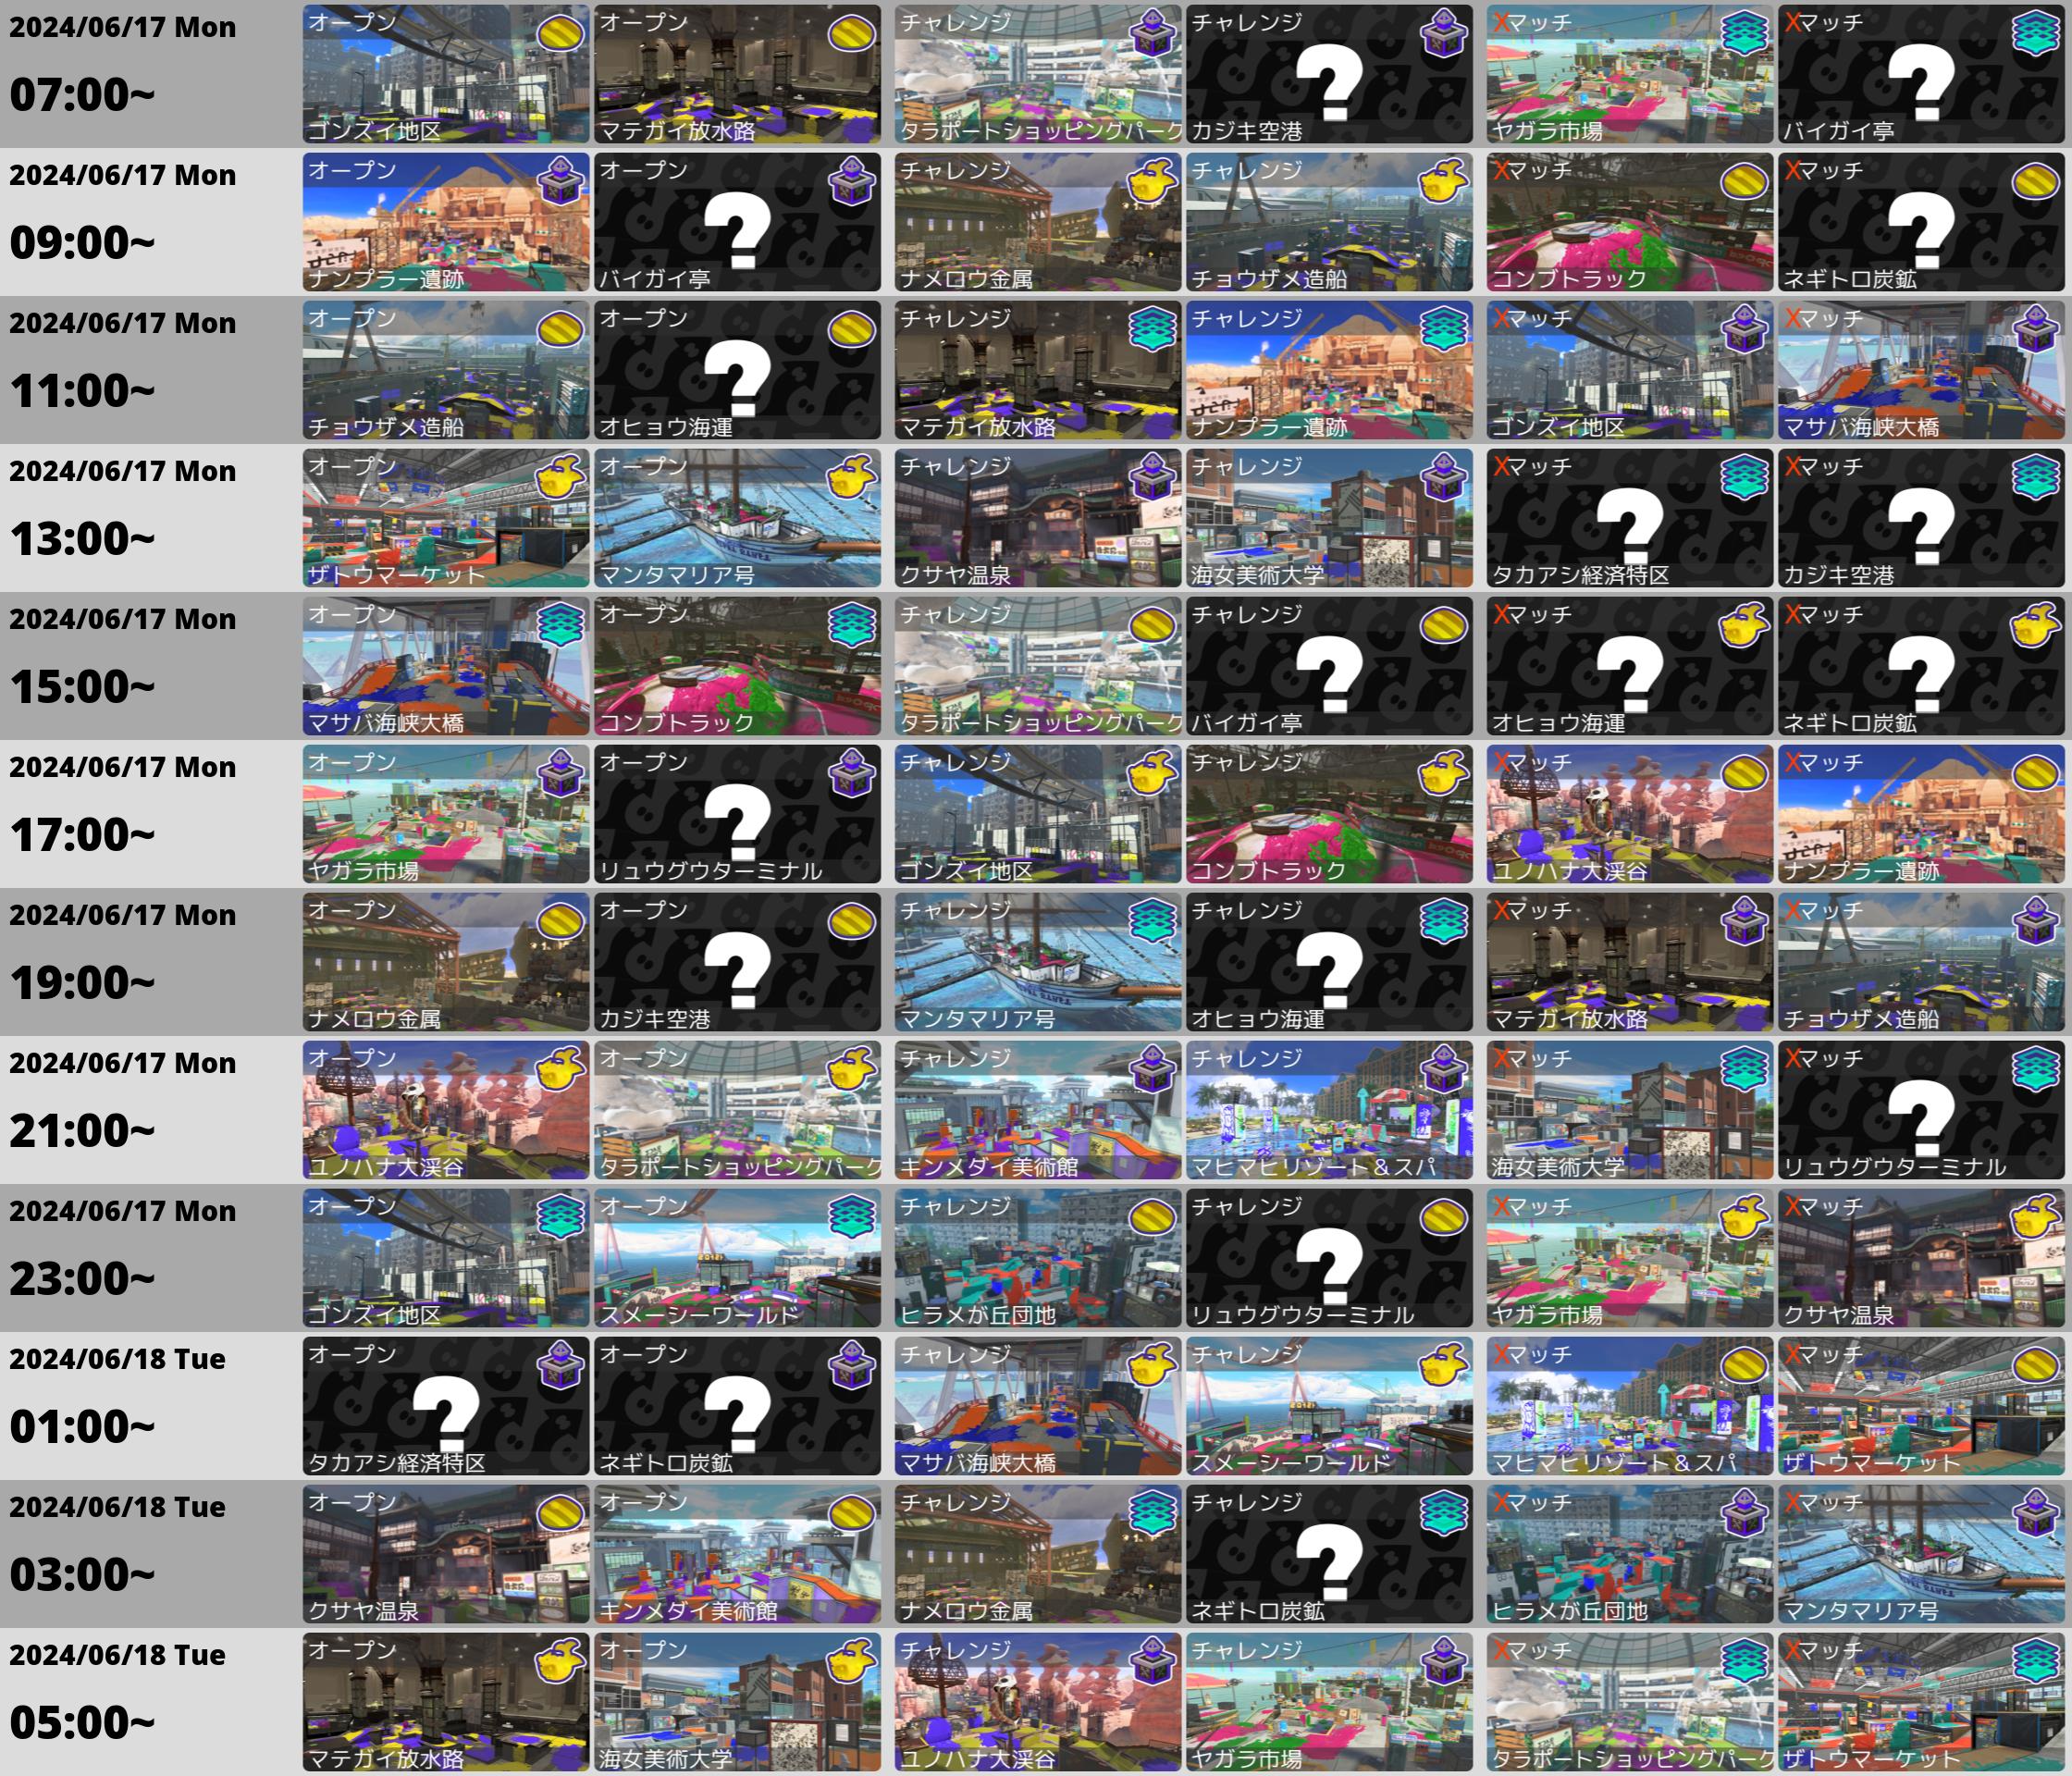 2024/06/17 Mon
07:00~
オープン
ゴンズイ地区
オープン
マテガイ放水路
チャレンジ
タラポートショッピングパーク
チャレンジ
カジキ空港
Xマッチ
ヤガラ市場
Xマッチ
バイガイ亭
2024/06/17 Mon
09:00~
オープン
ナンプラー遺跡
オープン
バイガイ亭
チャレンジ
ナメロウ金属
チャレンジ
チョウザメ造船
Xマッチ
コンブトラック
Xマッチ
ネギトロ炭鉱
2024/06/17 Mon
11:00~
オープン
チョウザメ造船
オープン
オヒョウ海運
チャレンジ
マテガイ放水路
チャレンジ
ナンプラー遺跡
Xマッチ
ゴンズイ地区
Xマッチ
マサバ海峡大橋
2024/06/17 Mon
13:00~
オープン
ザトウマーケット
オープン
マンタマリア号
チャレンジ
クサヤ温泉
チャレンジ
海女美術大学
Xマッチ
タカアシ経済特区
Xマッチ
カジキ空港
2024/06/17 Mon
15:00~
オープン
マサバ海峡大橋
オープン
コンブトラック
チャレンジ
タラポートショッピングパーク
チャレンジ
バイガイ亭
Xマッチ
オヒョウ海運
Xマッチ
ネギトロ炭鉱
2024/06/17 Mon
17:00~
オープン
ヤガラ市場
オープン
リュウグウターミナル
チャレンジ
ゴンズイ地区
チャレンジ
コンブトラック
Xマッチ
ユノハナ大渓谷
Xマッチ
ナンプラー遺跡
2024/06/17 Mon
19:00~
オープン
ナメロウ金属
オープン
カジキ空港
チャレンジ
マンタマリア号
チャレンジ
オヒョウ海運
Xマッチ
マテガイ放水路
Xマッチ
チョウザメ造船
2024/06/17 Mon
21:00~
オープン
ユノハナ大渓谷
オープン
タラポートショッピングパーク
チャレンジ
キンメダイ美術館
チャレンジ
マヒマヒリゾート＆スパ
Xマッチ
海女美術大学
Xマッチ
リュウグウターミナル
2024/06/17 Mon
23:00~
オープン
ゴンズイ地区
オープン
スメーシーワールド
チャレンジ
ヒラメが丘団地
チャレンジ
リュウグウターミナル
Xマッチ
ヤガラ市場
Xマッチ
クサヤ温泉
2024/06/18 Tue
01:00~
オープン
タカアシ経済特区
オープン
ネギトロ炭鉱
チャレンジ
マサバ海峡大橋
チャレンジ
スメーシーワールド
Xマッチ
マヒマヒリゾート＆スパ
Xマッチ
ザトウマーケット
2024/06/18 Tue
03:00~
オープン
クサヤ温泉
オープン
キンメダイ美術館
チャレンジ
ナメロウ金属
チャレンジ
ネギトロ炭鉱
Xマッチ
ヒラメが丘団地
Xマッチ
マンタマリア号
2024/06/18 Tue
05:00~
オープン
マテガイ放水路
オープン
海女美術大学
チャレンジ
ユノハナ大渓谷
チャレンジ
ヤガラ市場
Xマッチ
タラポートショッピングパーク
Xマッチ
ザトウマーケット